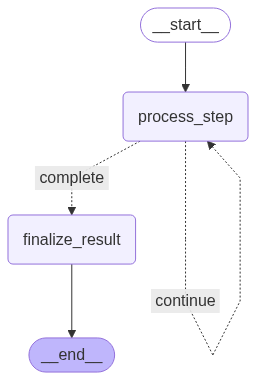 __start__
process_step
complete
finalize_result
continue
__end__